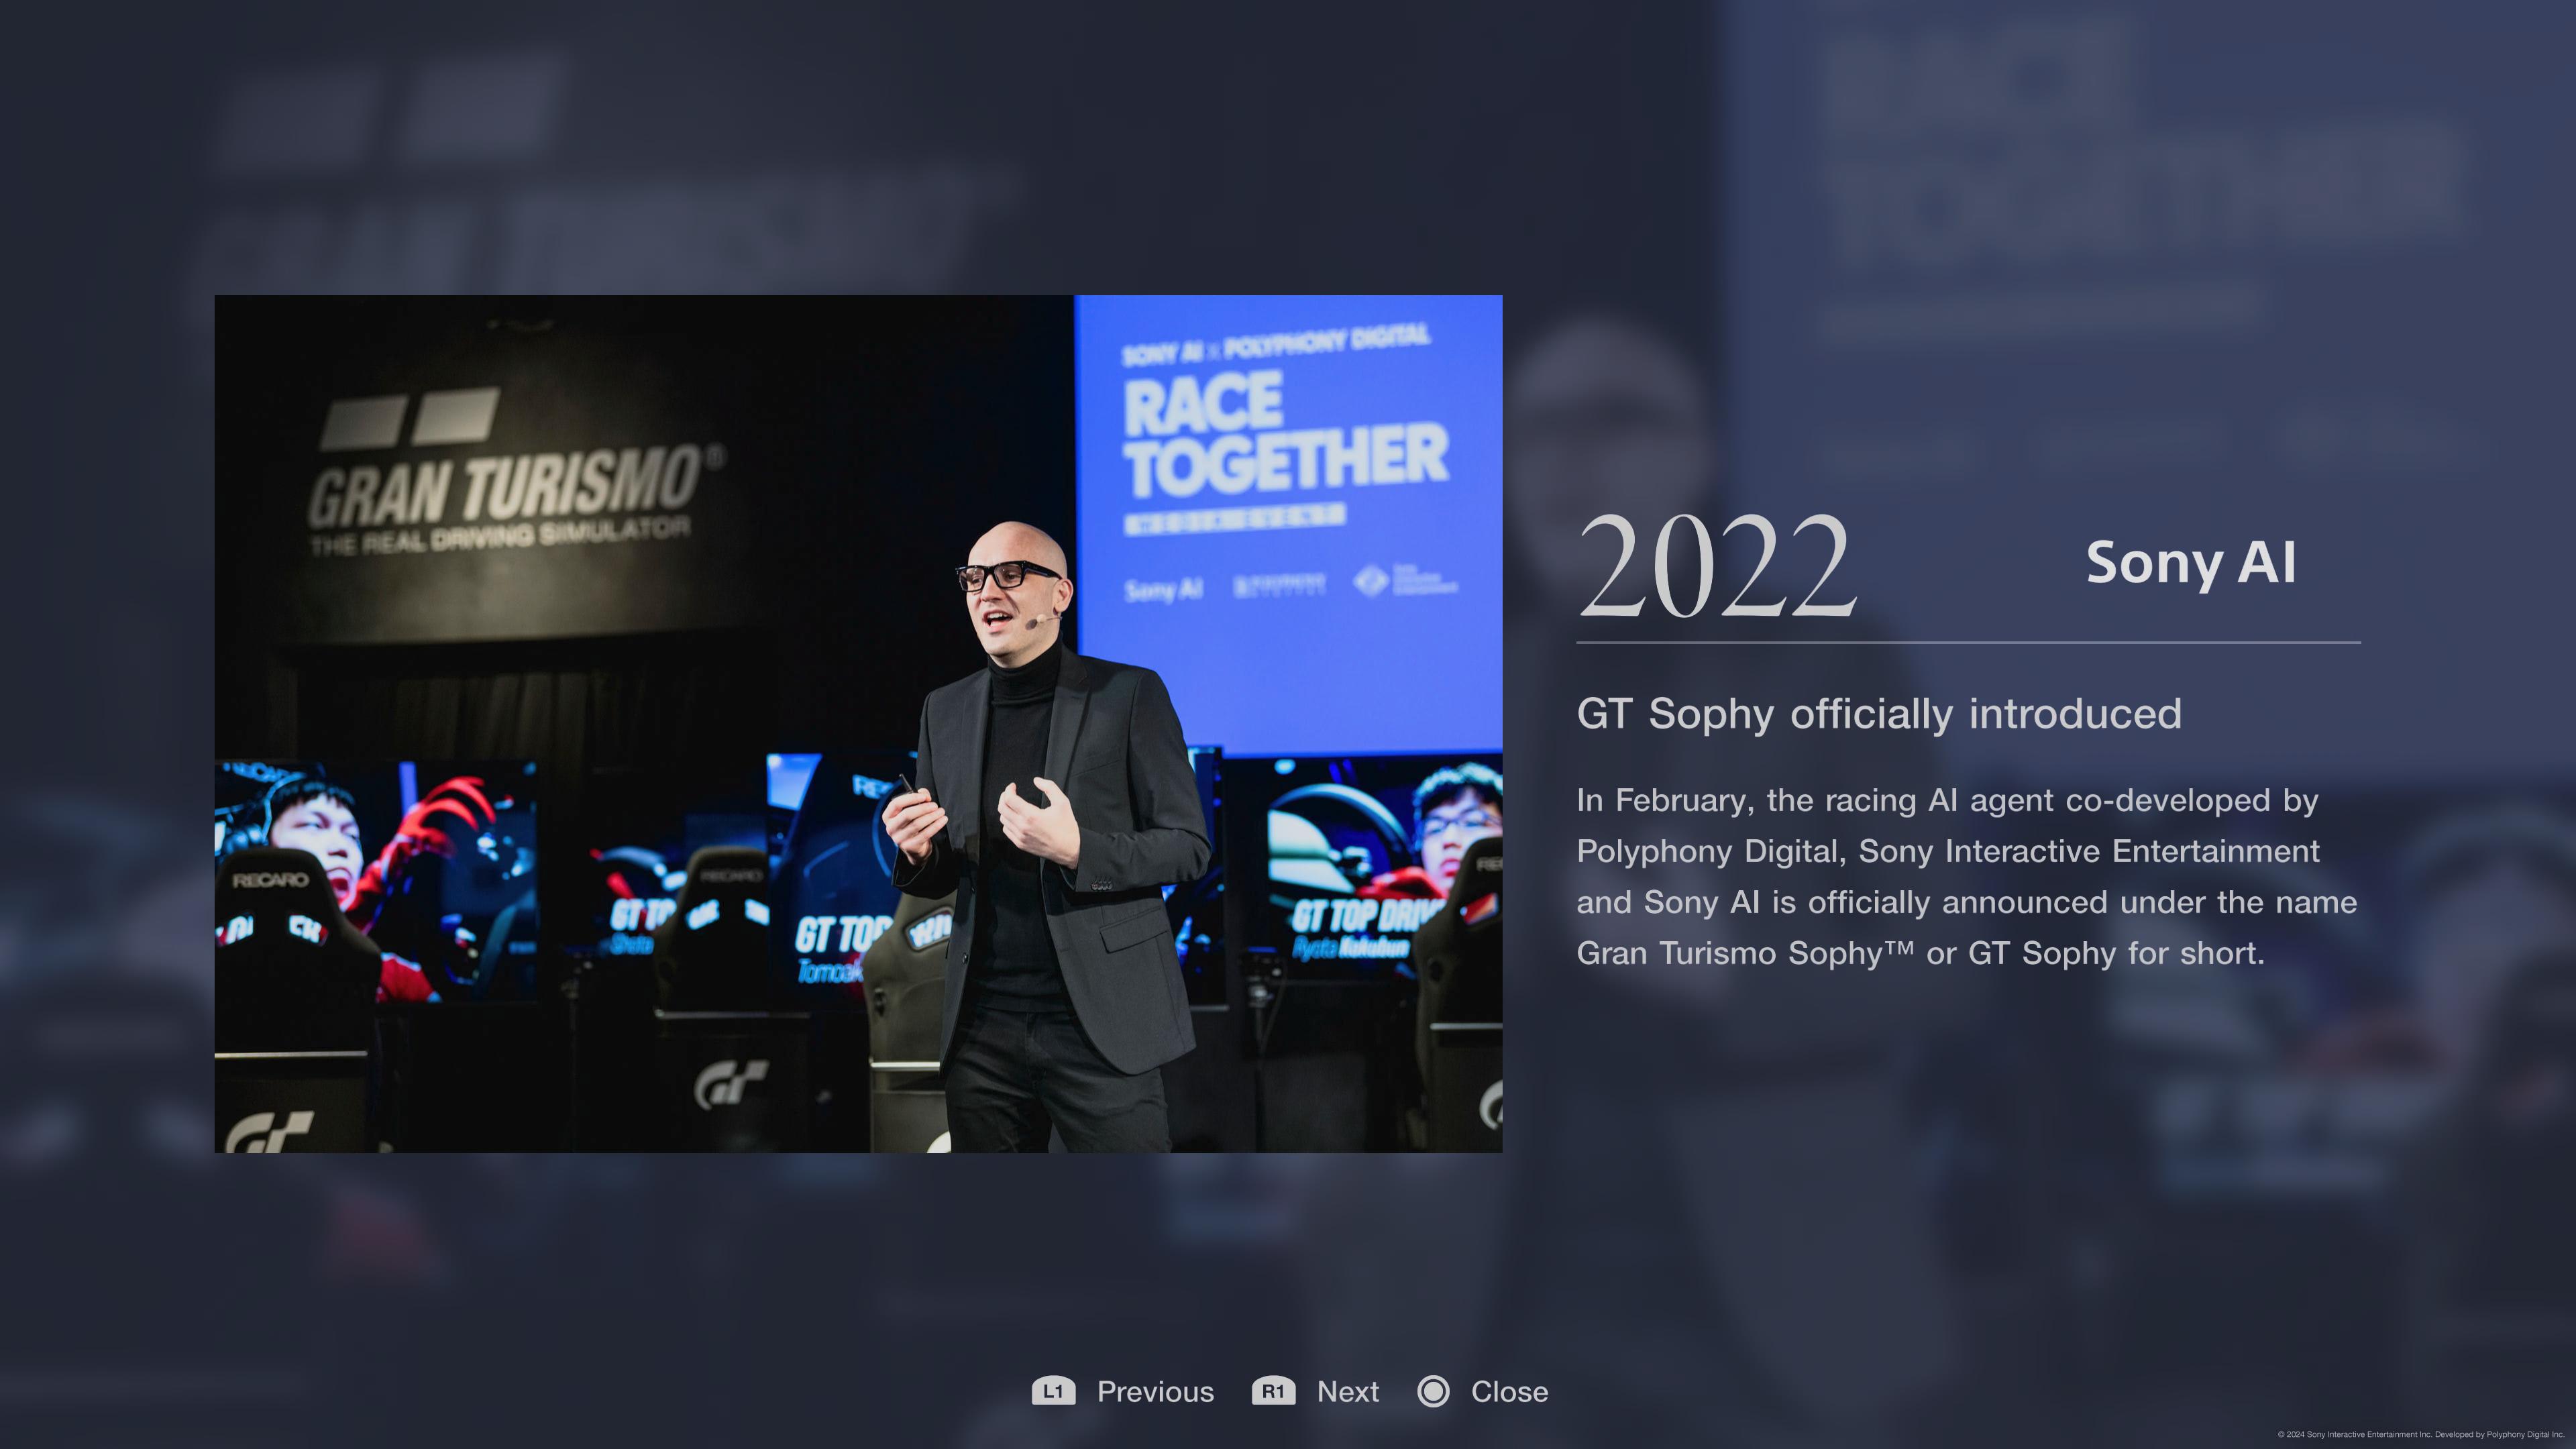 GRAN TURISMO®
THE REAL DRIVING SIMULATOR
SONY AI x POLYPHONY DIGITAL
RACE
TOGETHER
MEDIA EVENT
Sony AI
RECARO
RECARO
GT TOP DRIV
Ryota Kokubun
2022
Sony AI
GT Sophy officially introduced
In February, the racing AI agent co-developed by
Polyphony Digital, Sony Interactive Entertainment
and Sony AI is officially announced under the name
Gran Turismo Sophy™ or GT Sophy for short.
L1 Previous R1 Next Close
© 2024 Sony Interactive Entertainment Inc. Developed by Polyphony Digital Inc.